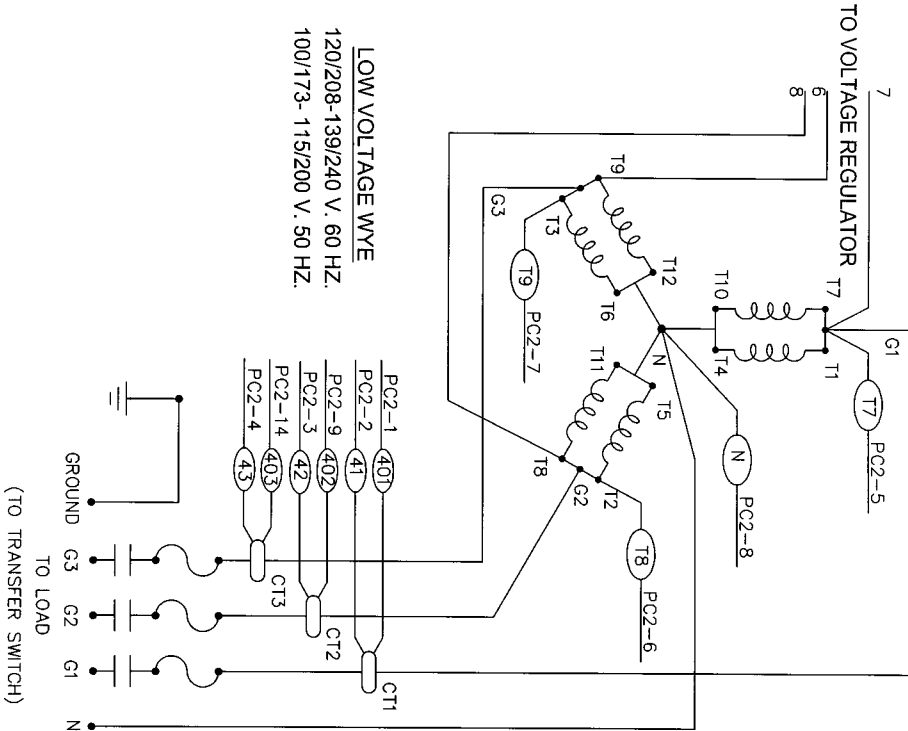 TO VOLTAGE REGULATOR
7
6
8
G1
T7
T1
T10
T4
T7
PC2-5
T9
T12
T3
T6
G3
T9
PC2-7
N
N
PC2-8
T11
T5
T8
T2
G2
T8
PC2-6
LOW VOLTAGE WYE
120/208-139/240 V. 60 HZ.
100/173- 115/200 V. 50 HZ.
PC2-1
401
PC2-2
41
CT1
PC2-9
402
PC2-3
42
CT2
PC2-14
403
PC2-4
43
CT3
GROUND
G3
G2
G1
N
TO LOAD
(TO TRANSFER SWITCH)